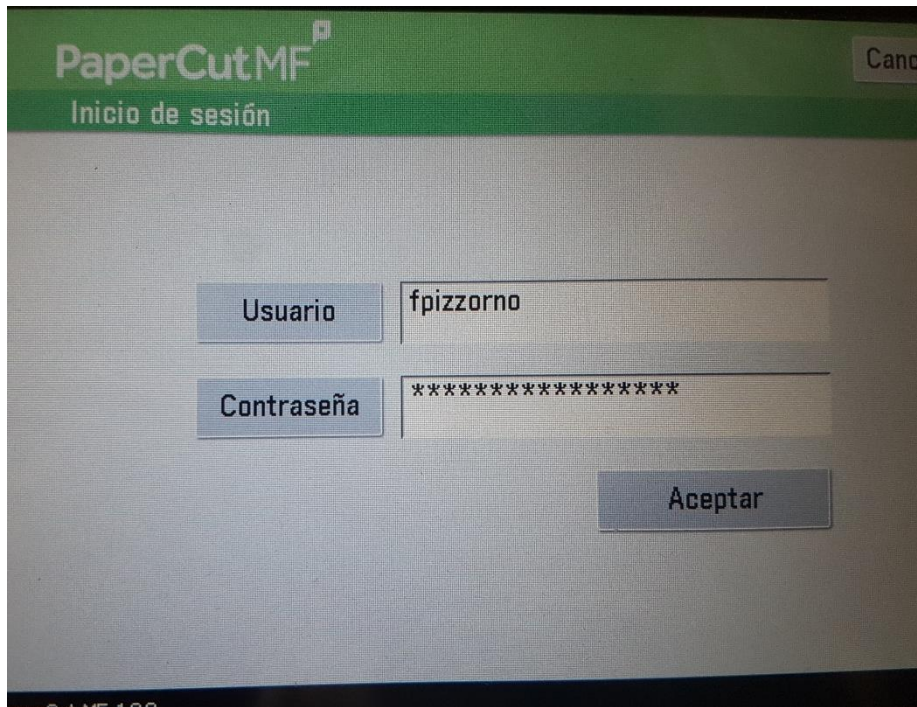 PaperCutMF
Inicio de sesión
Usuario
fpizzorno
Contraseña
*****************
Aceptar